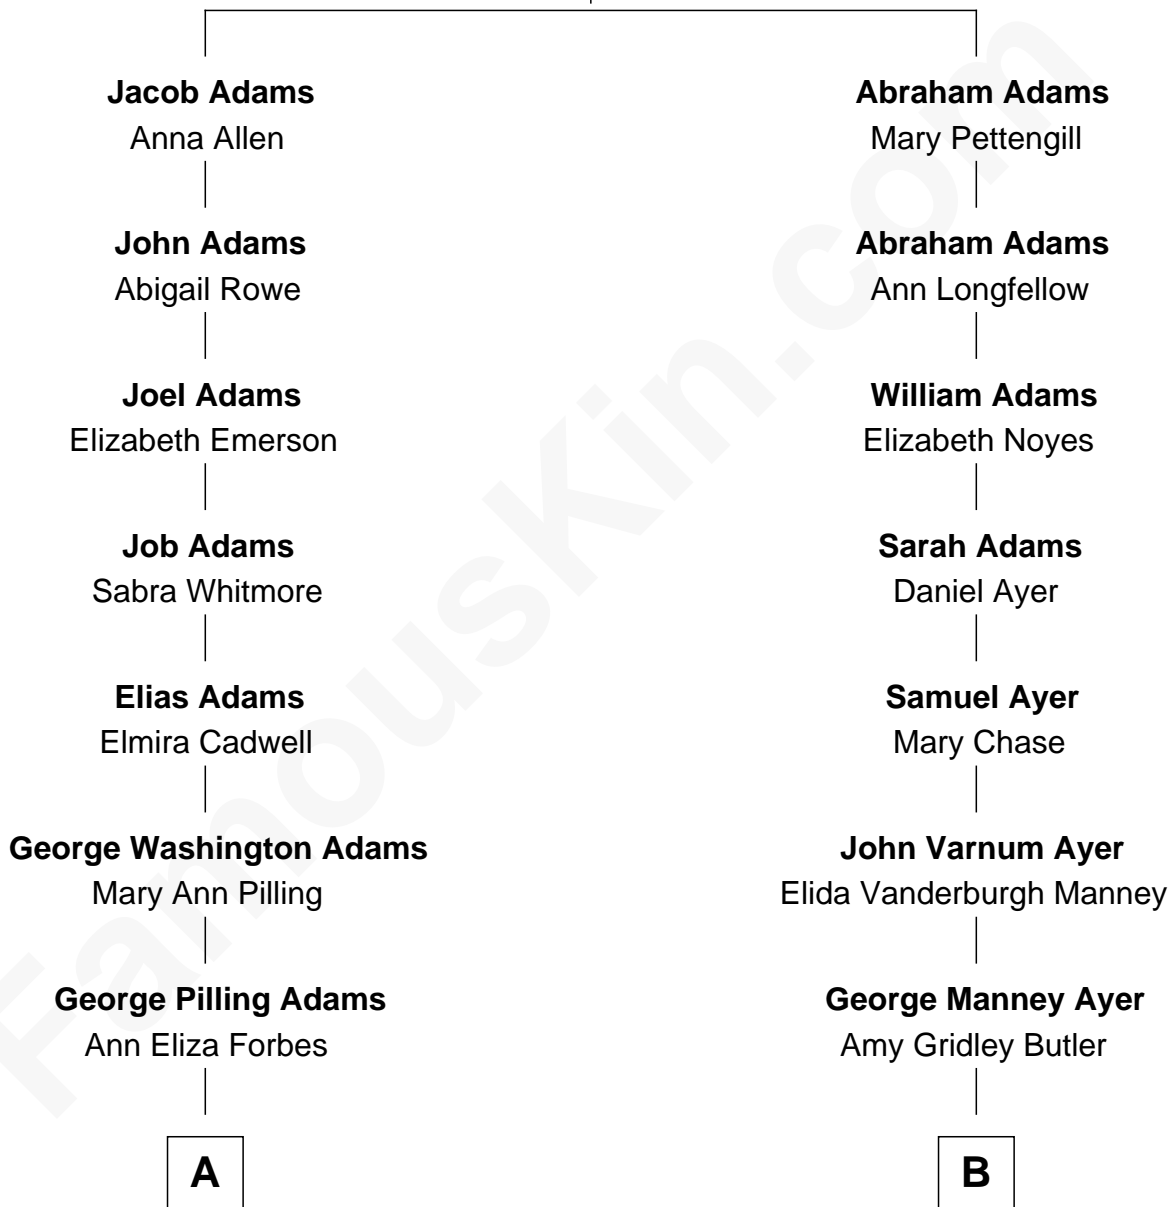 Jacob Adams
Anna Allen
Abraham Adams
Mary Pettengill
John Adams
Abigail Rowe
Abraham Adams
Ann Longfellow
Joel Adams
Elizabeth Emerson
William Adams
Elizabeth Noyes
Job Adams
Sabra Whitmore
Sarah Adams
Daniel Ayer
Elias Adams
Elmira Cadwell
Samuel Ayer
Mary Chase
George Washington Adams
Mary Ann Pilling
John Varnum Ayer
Elida Vanderburgh Manney
George Pilling Adams
Ann Eliza Forbes
George Manney Ayer
Amy Gridley Butler
A
B
FamousKin.com